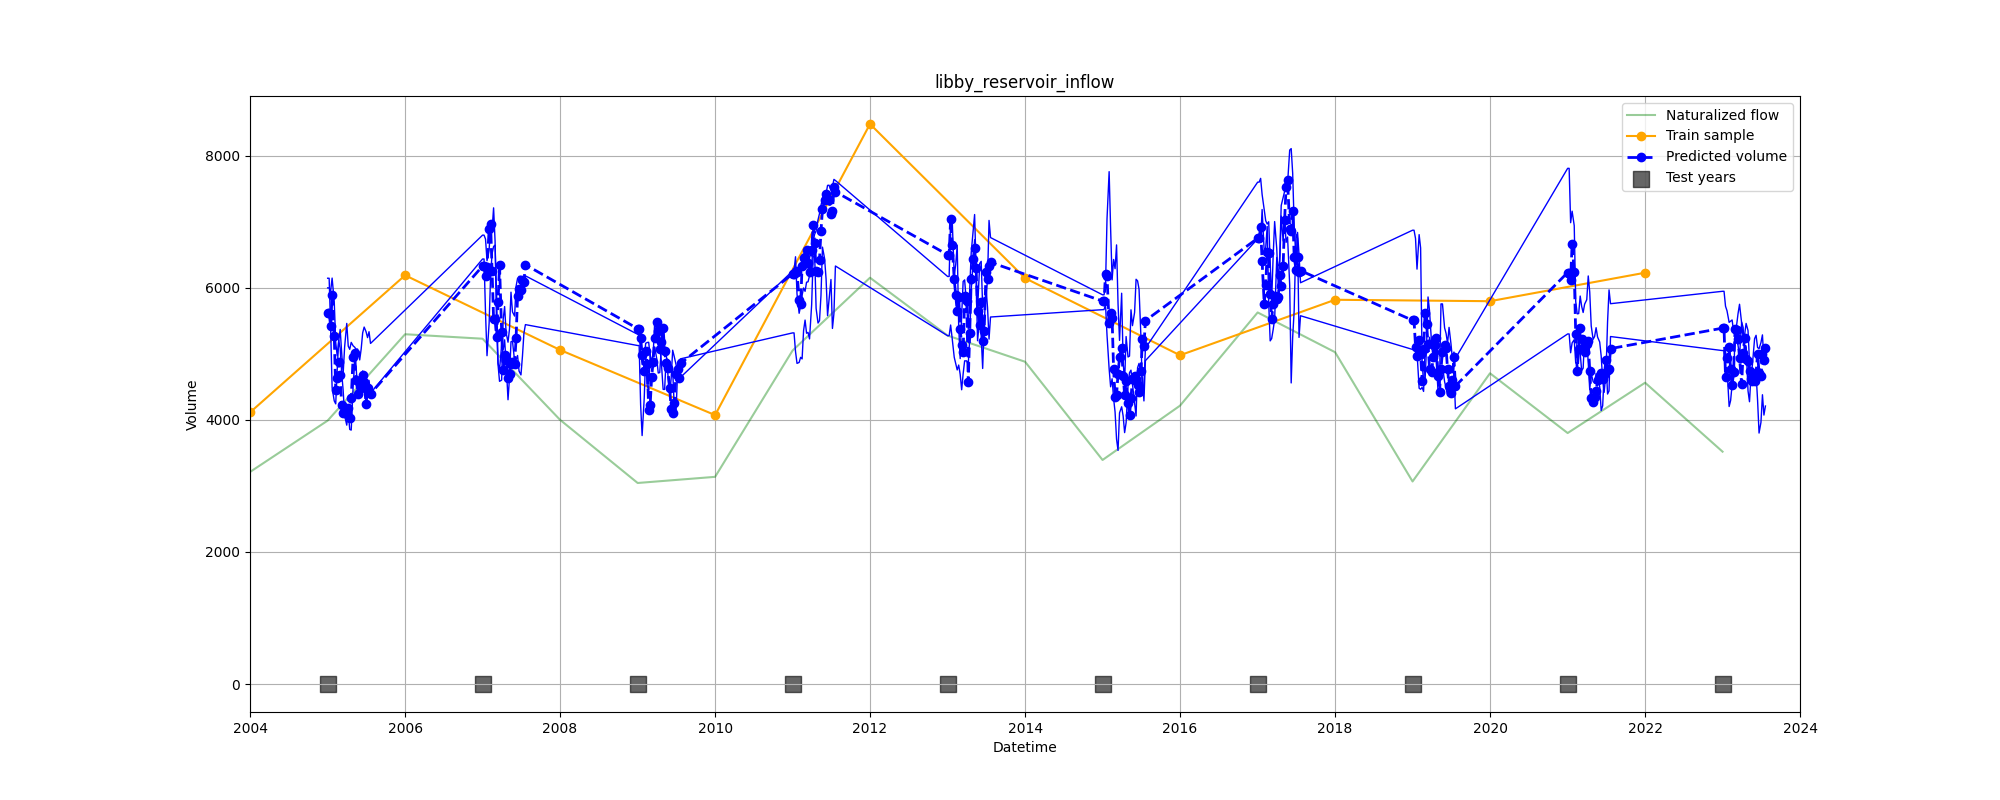 libby_reservoir_inflow
Naturalized flow
Train sample
Predicted volume
Test years
Volume
8000
6000
4000
2000
0
2004 2006 2008 2010 2012 2014 2016 2018 2020 2022 2024
Datetime